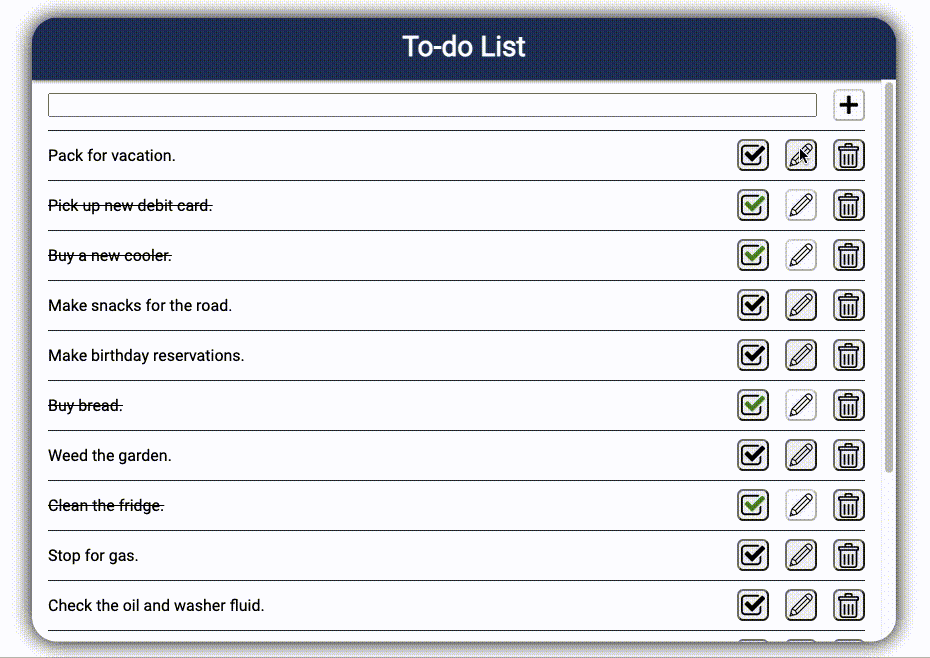 To-do List
Pack for vacation.
Pick up new debit card.
Buy a new cooler.
Make snacks for the road.
Make birthday reservations.
Buy bread.
Weed the garden.
Clean the fridge.
Stop for gas.
Check the oil and washer fluid.